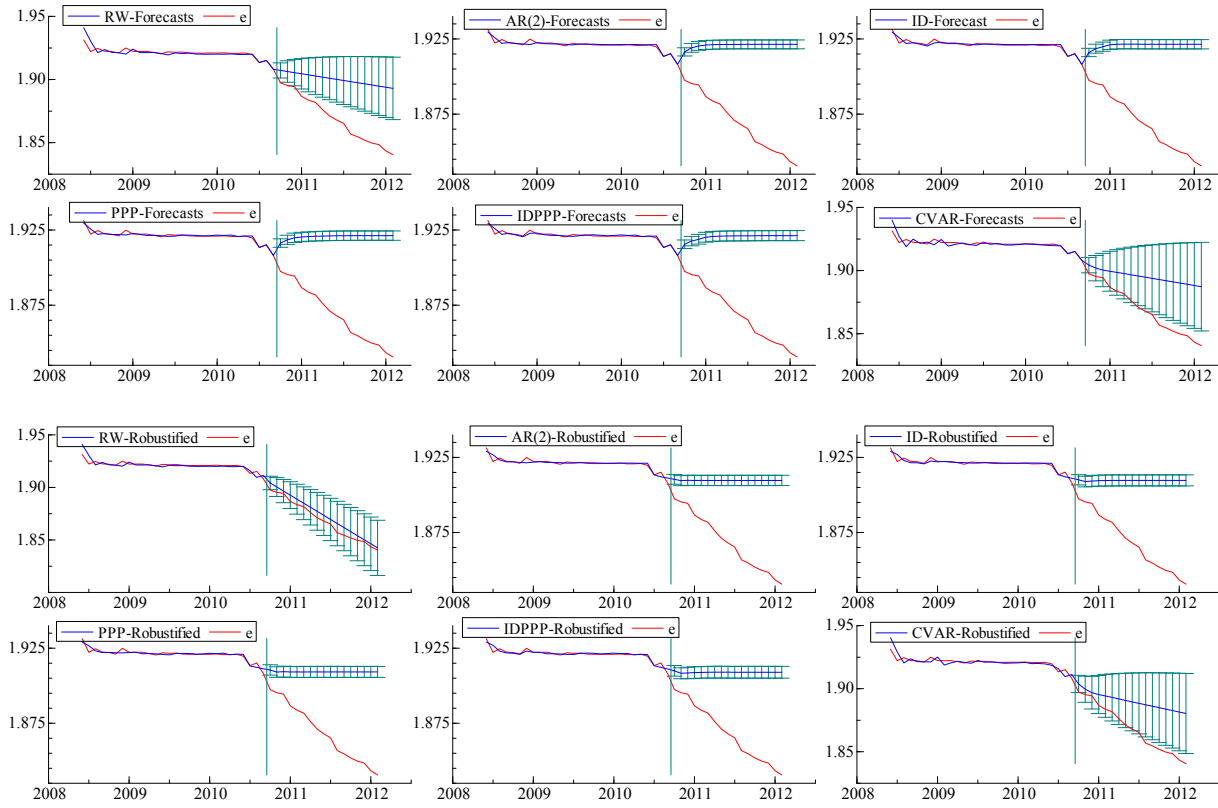 RW-Forecasts e
1.95
1.90
1.85
2008 2009 2010 2011 2012
AR(2)-Forecasts e
1.925
1.875
2008 2009 2010 2011 2012
ID-Forecast e
1.925
1.875
2008 2009 2010 2011 2012
PPP-Forecasts e
1.925
1.875
2008 2009 2010 2011 2012
IDPPP-Forecasts e
1.925
1.875
2008 2009 2010 2011 2012
CVAR-Forecasts e
1.95
1.90
1.85
2008 2009 2010 2011 2012
RW-Robustified e
1.95
1.90
1.85
2008 2009 2010 2011 2012
AR(2)-Robustified e
1.925
1.875
2008 2009 2010 2011 2012
ID-Robustified e
1.925
1.875
2008 2009 2010 2011 2012
PPP-Robustified e
1.925
1.875
2008 2009 2010 2011 2012
IDPPP-Robustified e
1.925
1.875
2008 2009 2010 2011 2012
CVAR-Robustified e
1.95
1.90
1.85
2008 2009 2010 2011 2012